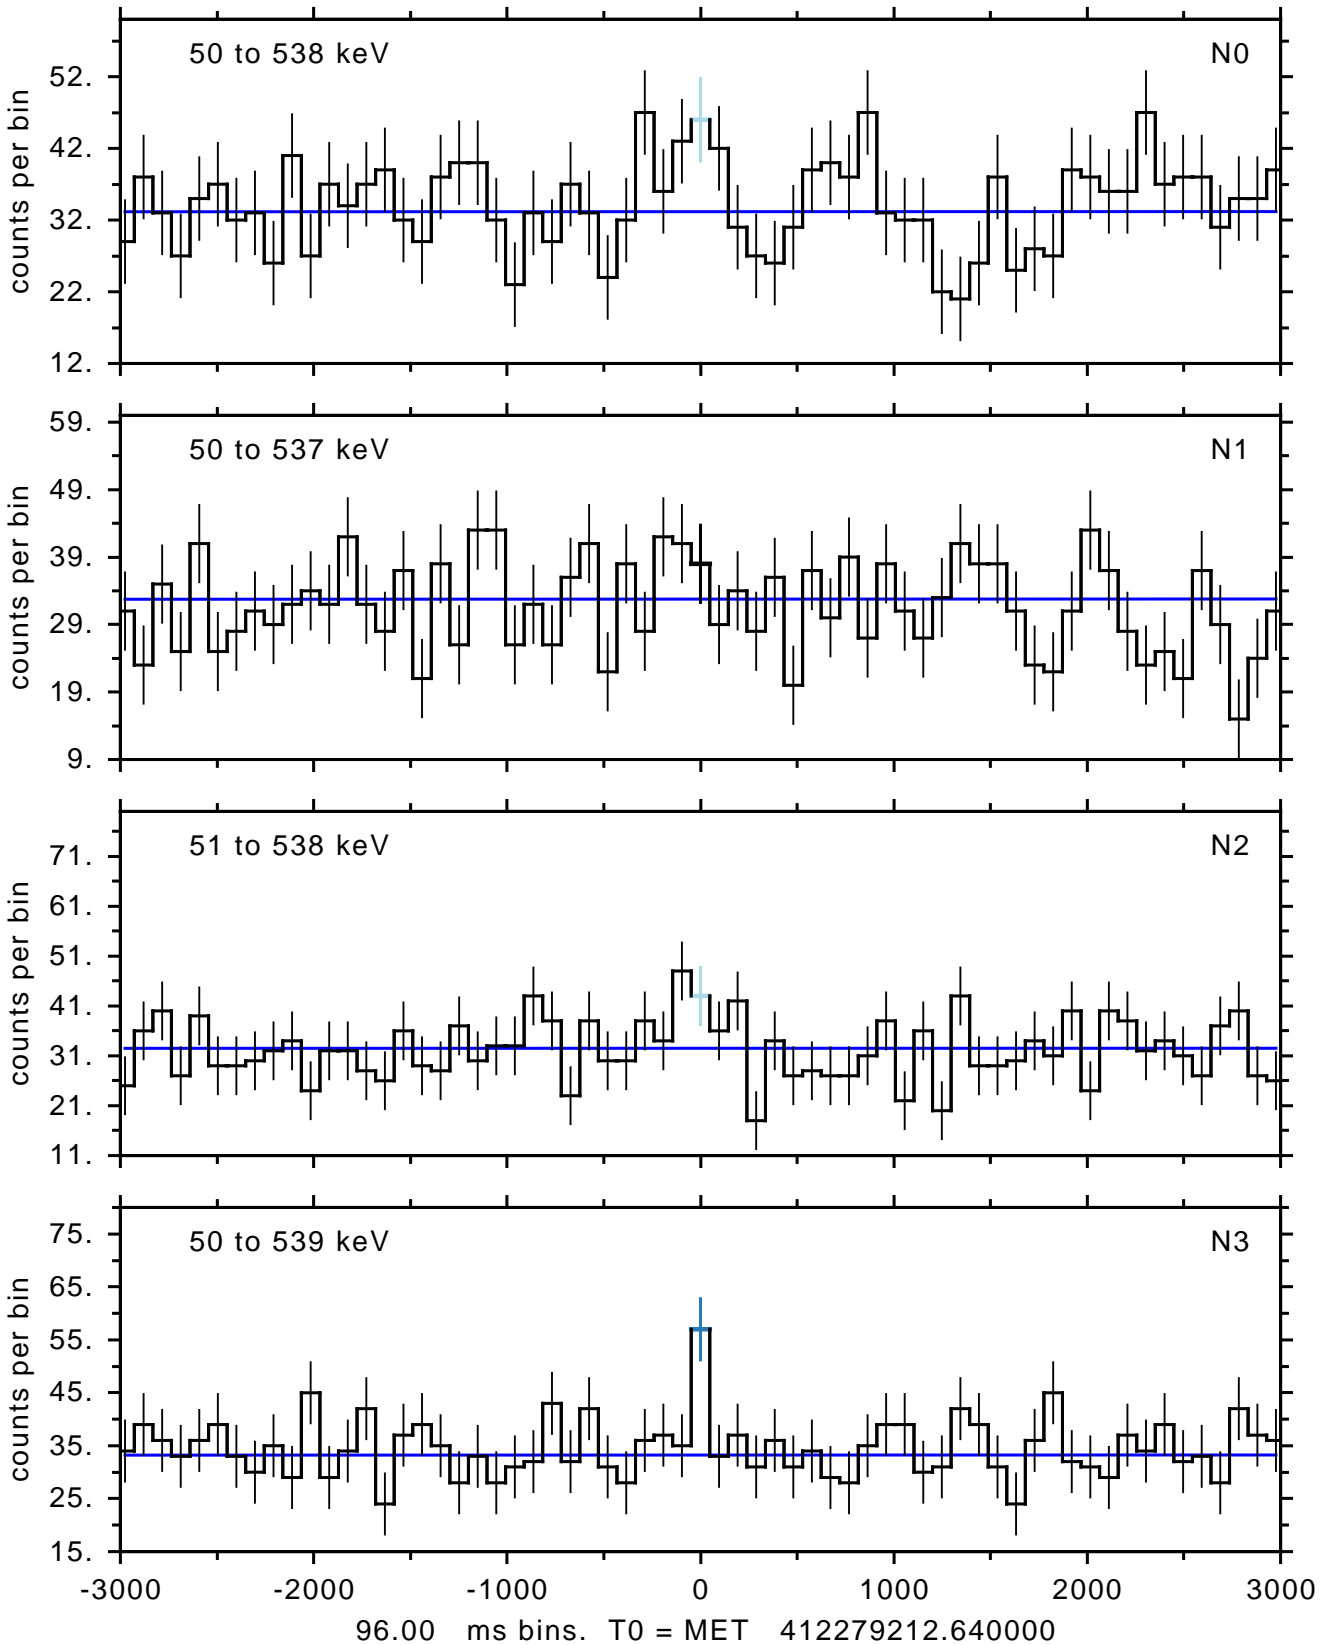 50 to 538 keV N0
counts per bin
52.
42.
32.
22.
12.
50 to 537 keV N1
counts per bin
59.
49.
39.
29.
19.
9.
51 to 538 keV N2
counts per bin
71.
61.
51.
41.
31.
21.
11.
50 to 539 keV N3
counts per bin
75.
65.
55.
45.
35.
25.
15.
-3000 -2000 -1000 0 1000 2000 3000
96.00 ms bins. T0 = MET 412279212.640000